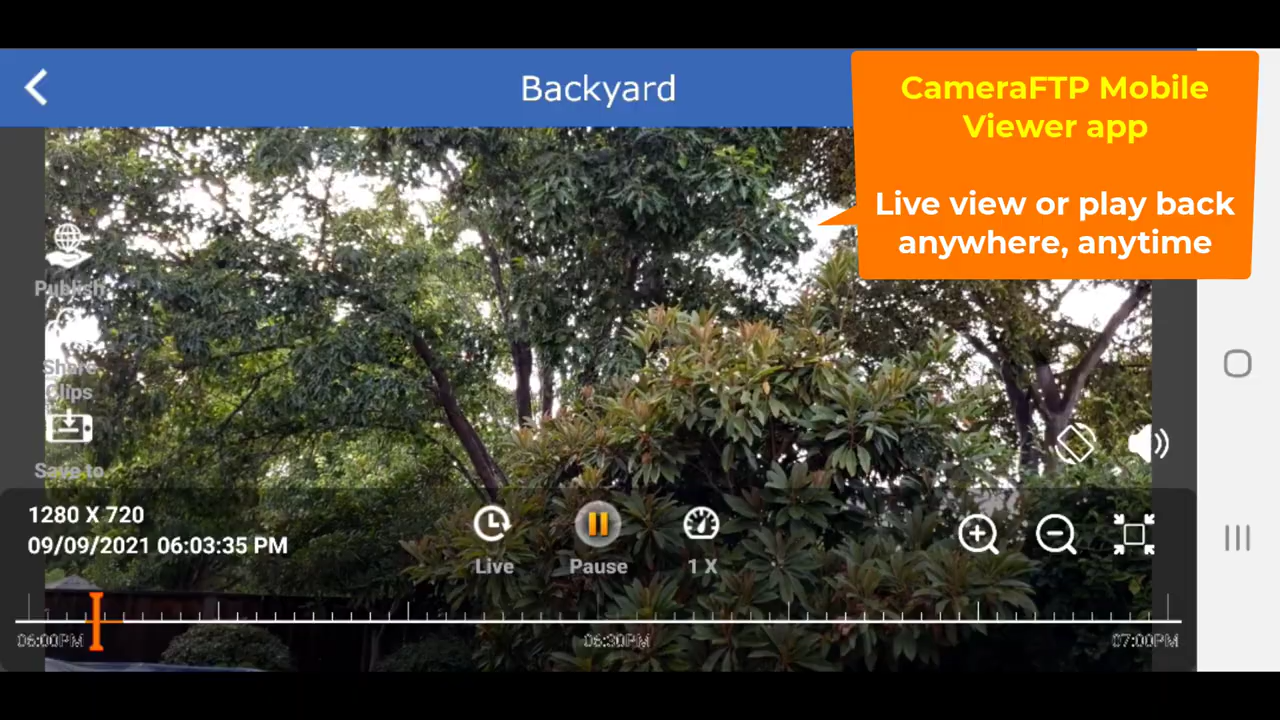 Backyard
CameraFTP Mobile
Viewer app
Live view or play back
anywhere, anytime
Publish
Share
Clips
Save to
1280 X 720
09/09/2021 06:03:35 PM
Live
Pause
1 X
06:00PM
06:30PM
07:00PM